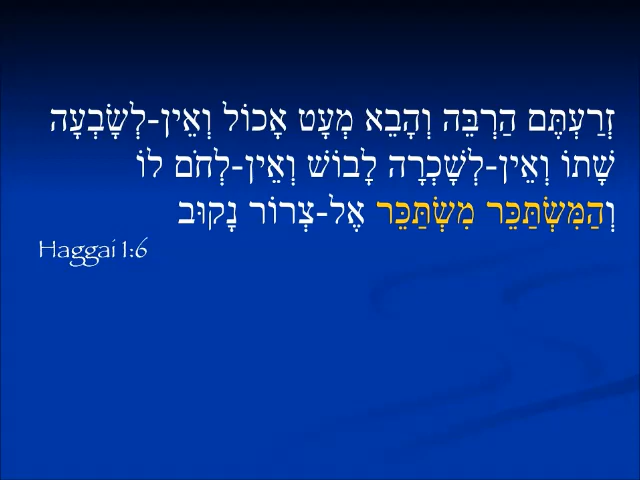 זְרַעְתֶּם הַרְבֵּה וְהָבֵא מְעָט אָכוֹל וְאֵין-לְשָׂבְעָה
שָׁתוֹ וְאֵין-לְשָׁכְרָה לָבוֹשׁ וְאֵין-לְחֹם לוֹ
וְהַמִּשְׂתַּכֵּר מִשְׂתַּכֵּר אֶל-צְרוֹר נָקוּב
Haggai 1:6